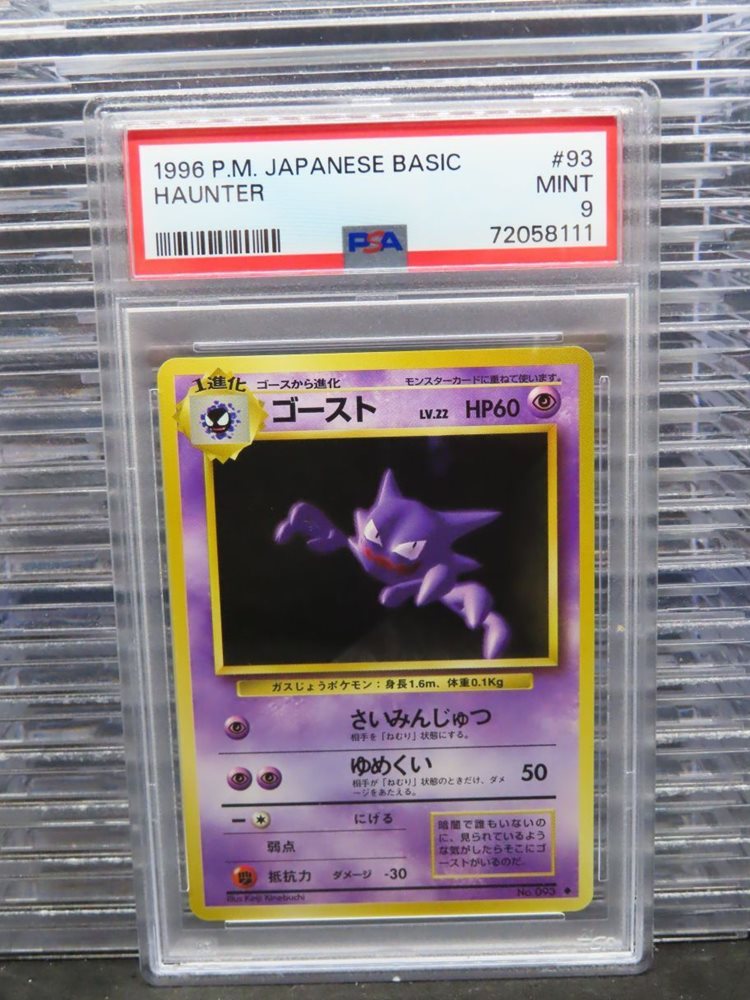 1996 P.M. JAPANESE BASIC #93
HAUNTER MINT
9
PSA 72058111
1進化 ゴースから進化 モンスターカードに重ねて使います。
ゴースト LV.22 HP60
ガスじょうポケモン：身長1.6m、体重0.1Kg
さいみんじゅつ
相手を「ねむり」状態にする。
ゆめくい 50
相手が「ねむり」状態のときだけ、ダメ
ージをあたえる。
にげる
弱点
抵抗力 ダメージ -30
暗闇で誰もいないの
に、見られているよう
な気がしたらそこにゴ
ーストがいるのだ。
Illus Keiji Kinebuchi No. 093